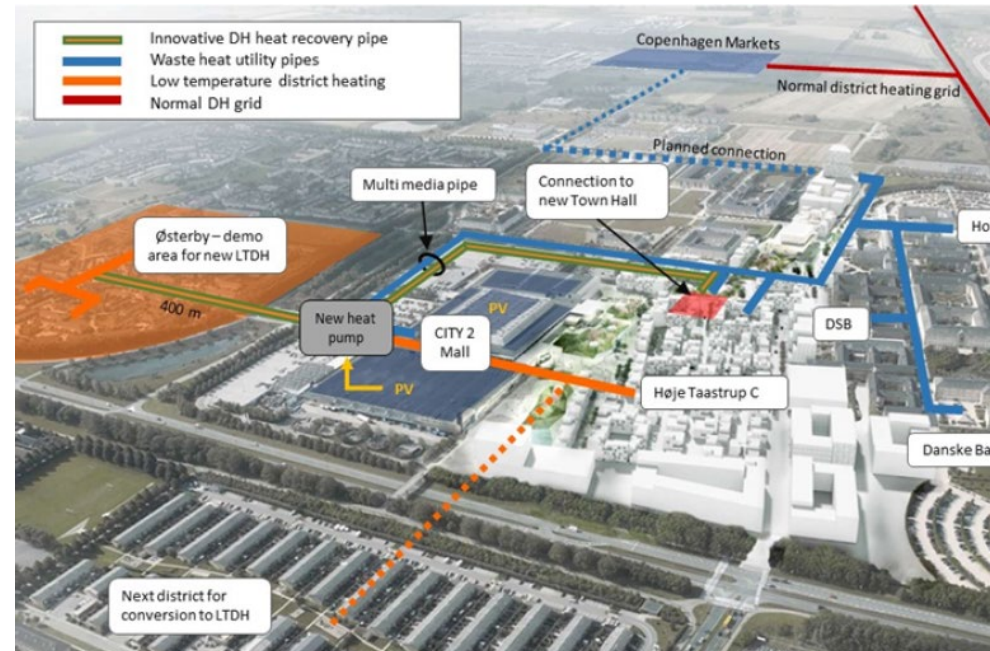 Innovative DH heat recovery pipe
Waste heat utility pipes
Low temperature district heating
Normal DH grid
Copenhagen Markets
Normal district heating grid
Planned connection
Multi media pipe
Connection to
new Town Hall
Østerby – demo
area for new LTDH
Ho
400 m
New heat
pump
PV
CITY 2
Mall
DSB
PV
Høje Taastrup C
Danske Ba
Next district for
conversion to LTDH